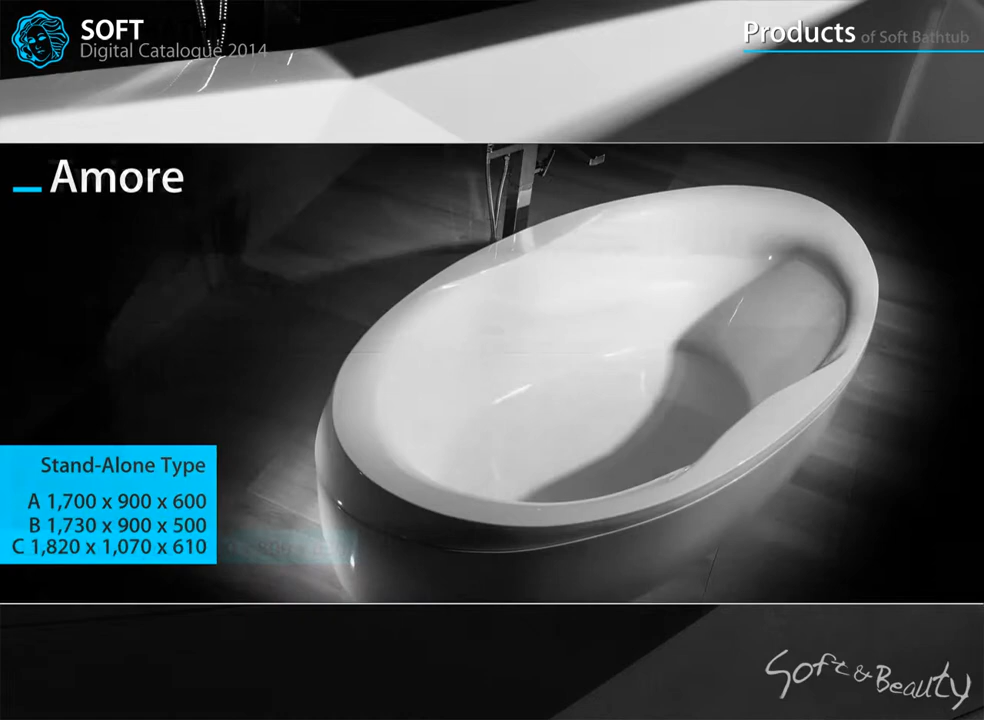 SOFT
Digital Catalogue 2014
Products of Soft Bathtub
Amore
Stand-Alone Type
A 1,700 x 900 x 600
B 1,730 x 900 x 500
C 1,820 x 1,070 x 610
Soft & Beauty